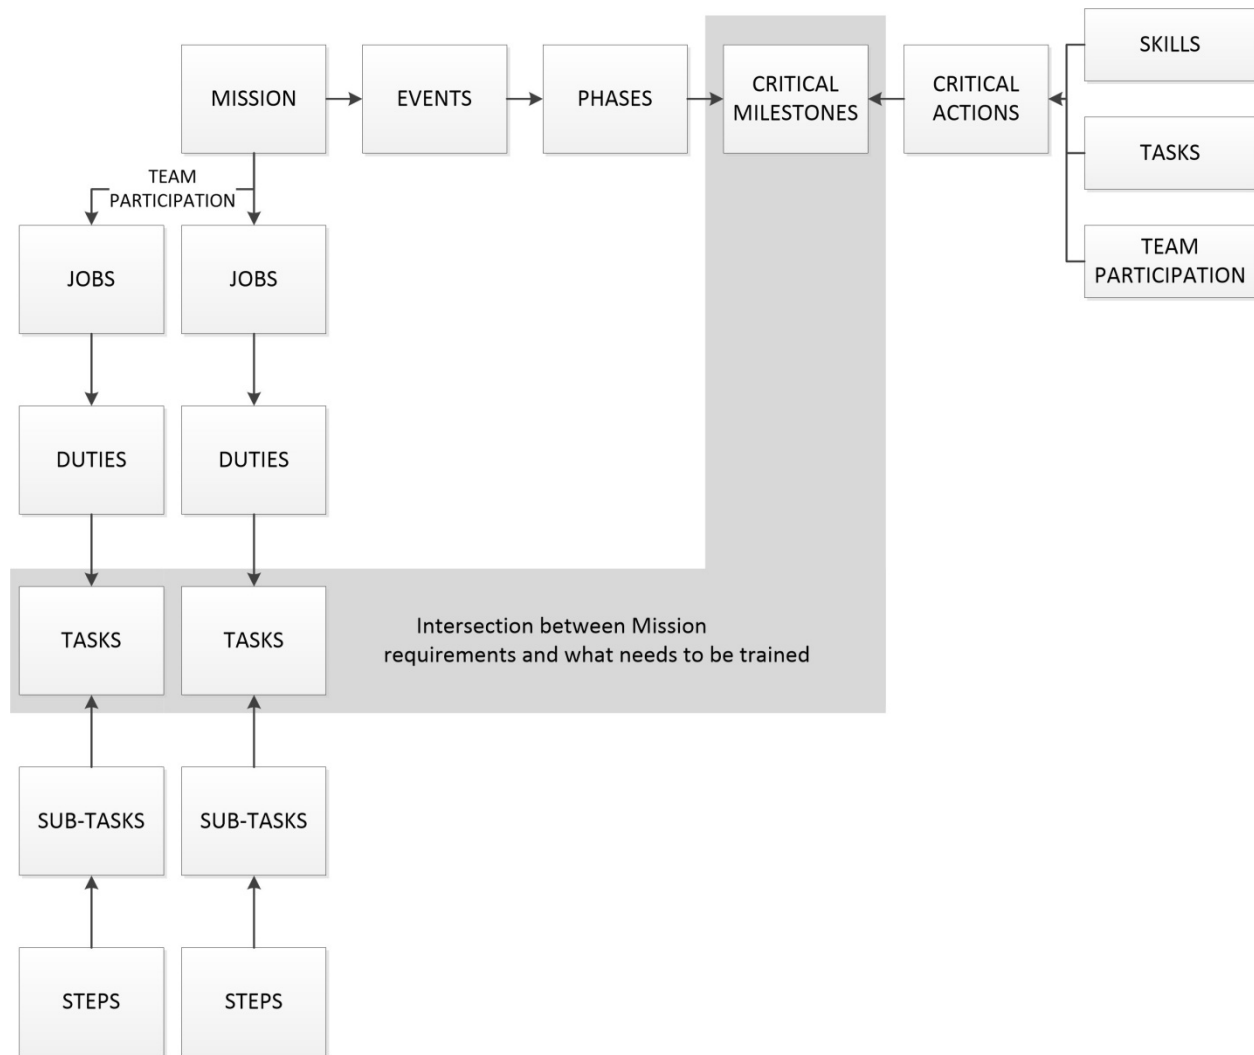 SKILLS
MISSION
EVENTS
PHASES
CRITICAL
MILESTONES
CRITICAL
ACTIONS
TASKS
TEAM
PARTICIPATION
TEAM
PARTICIPATION
JOBS
JOBS
DUTIES
DUTIES
TASKS
TASKS
Intersection between Mission
requirements and what needs to be trained
SUB-TASKS
SUB-TASKS
STEPS
STEPS